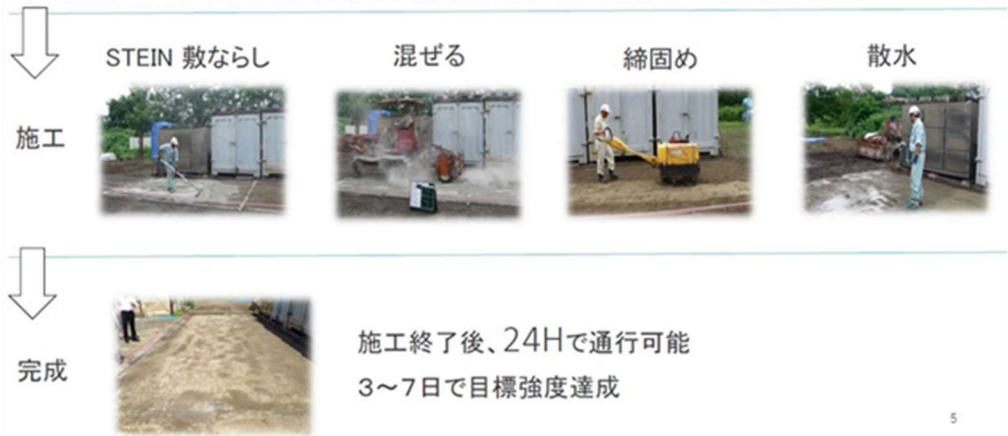 STEIN 敷ならし
混ぜる
締固め
散水
施工
完成
施工終了後、24Hで通行可能
3～7日で目標強度達成
5